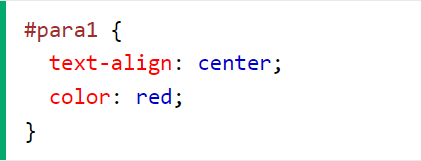 #para1 {
  text-align: center;
  color: red;
}